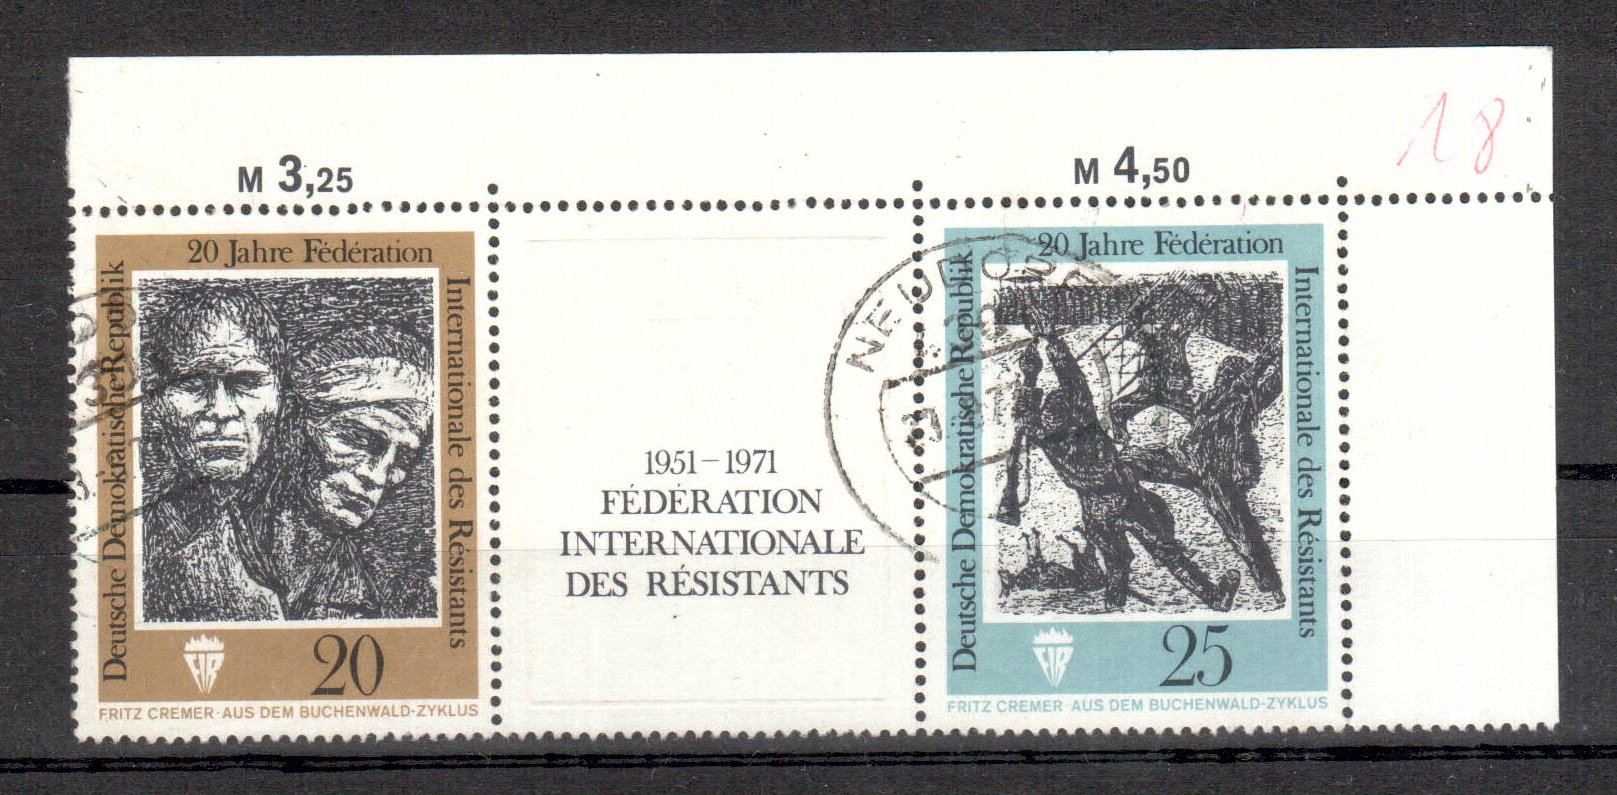 M 3,25
M 4,50
18
20 Jahre Fédération
Internationale des Résistants
Deutsche Demokratische Republik
FIR
20
FRITZ CREMER · AUS DEM BUCHENWALD-ZYKLUS
1951–1971
FÉDÉRATION
INTERNATIONALE
DES RÉSISTANTS
20 Jahre Fédération
Internationale des Résistants
Deutsche Demokratische Republik
FIR
25
FRITZ CREMER · AUS DEM BUCHENWALD-ZYKLUS